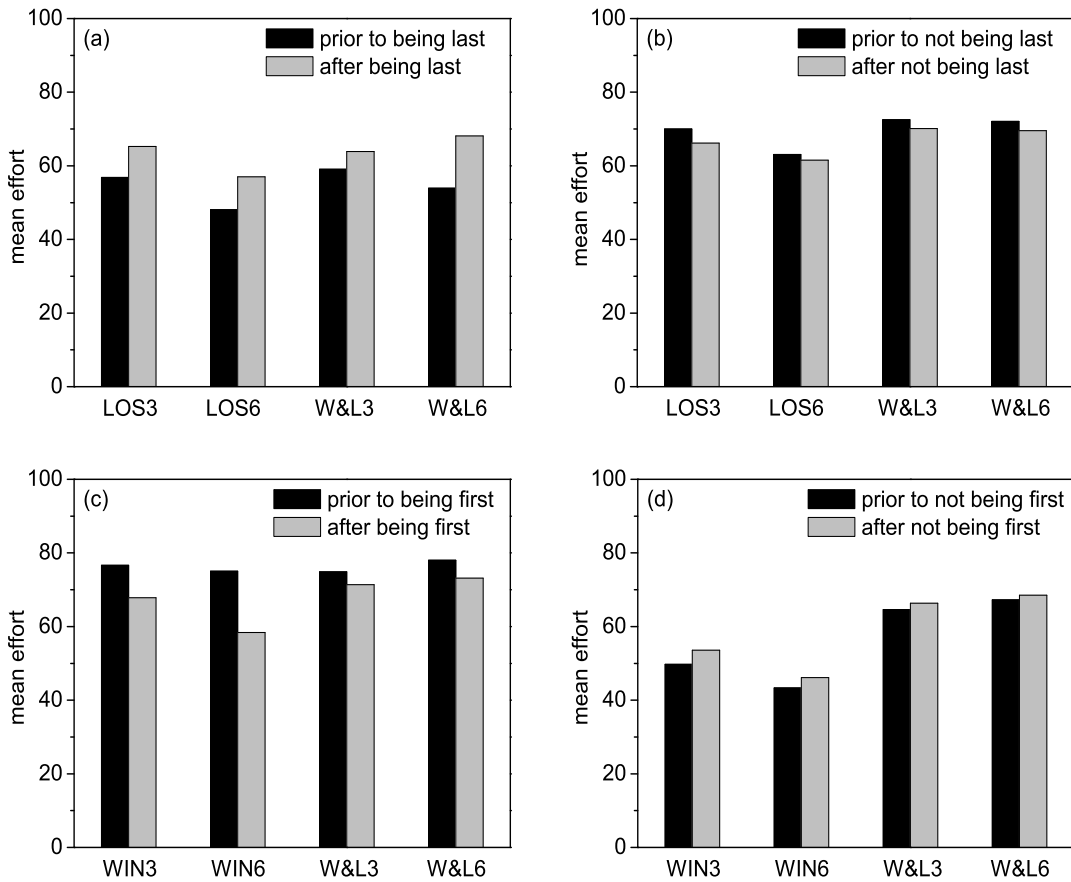 (a)
prior to being last
after being last
mean effort
100
80
60
40
20
0
LOS3 LOS6 W&L3 W&L6
(b)
prior to not being last
after not being last
mean effort
100
80
60
40
20
0
LOS3 LOS6 W&L3 W&L6
(c)
prior to being first
after being first
mean effort
100
80
60
40
20
0
WIN3 WIN6 W&L3 W&L6
(d)
prior to not being first
after not being first
mean effort
100
80
60
40
20
0
WIN3 WIN6 W&L3 W&L6